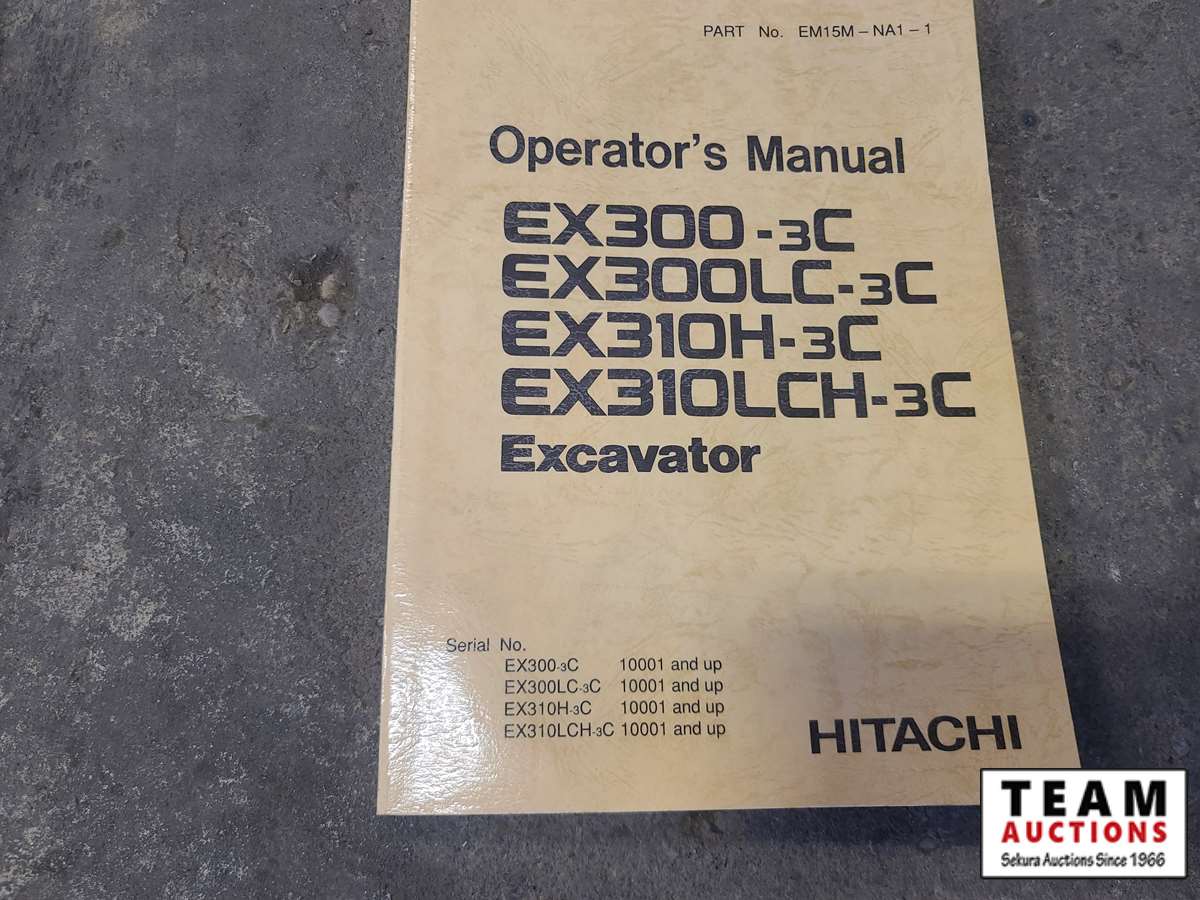 PART No. EM15M-NA1-1
Operator's Manual
EX300-3C
EX300LC-3C
EX310H-3C
EX310LCH-3C
Excavator
Serial No.
EX300-3C 10001 and up
EX300LC-3C 10001 and up
EX310H-3C 10001 and up
EX310LCH-3C 10001 and up
HITACHI
TEAM
AUCTIONS
Sekura Auctions Since 1966